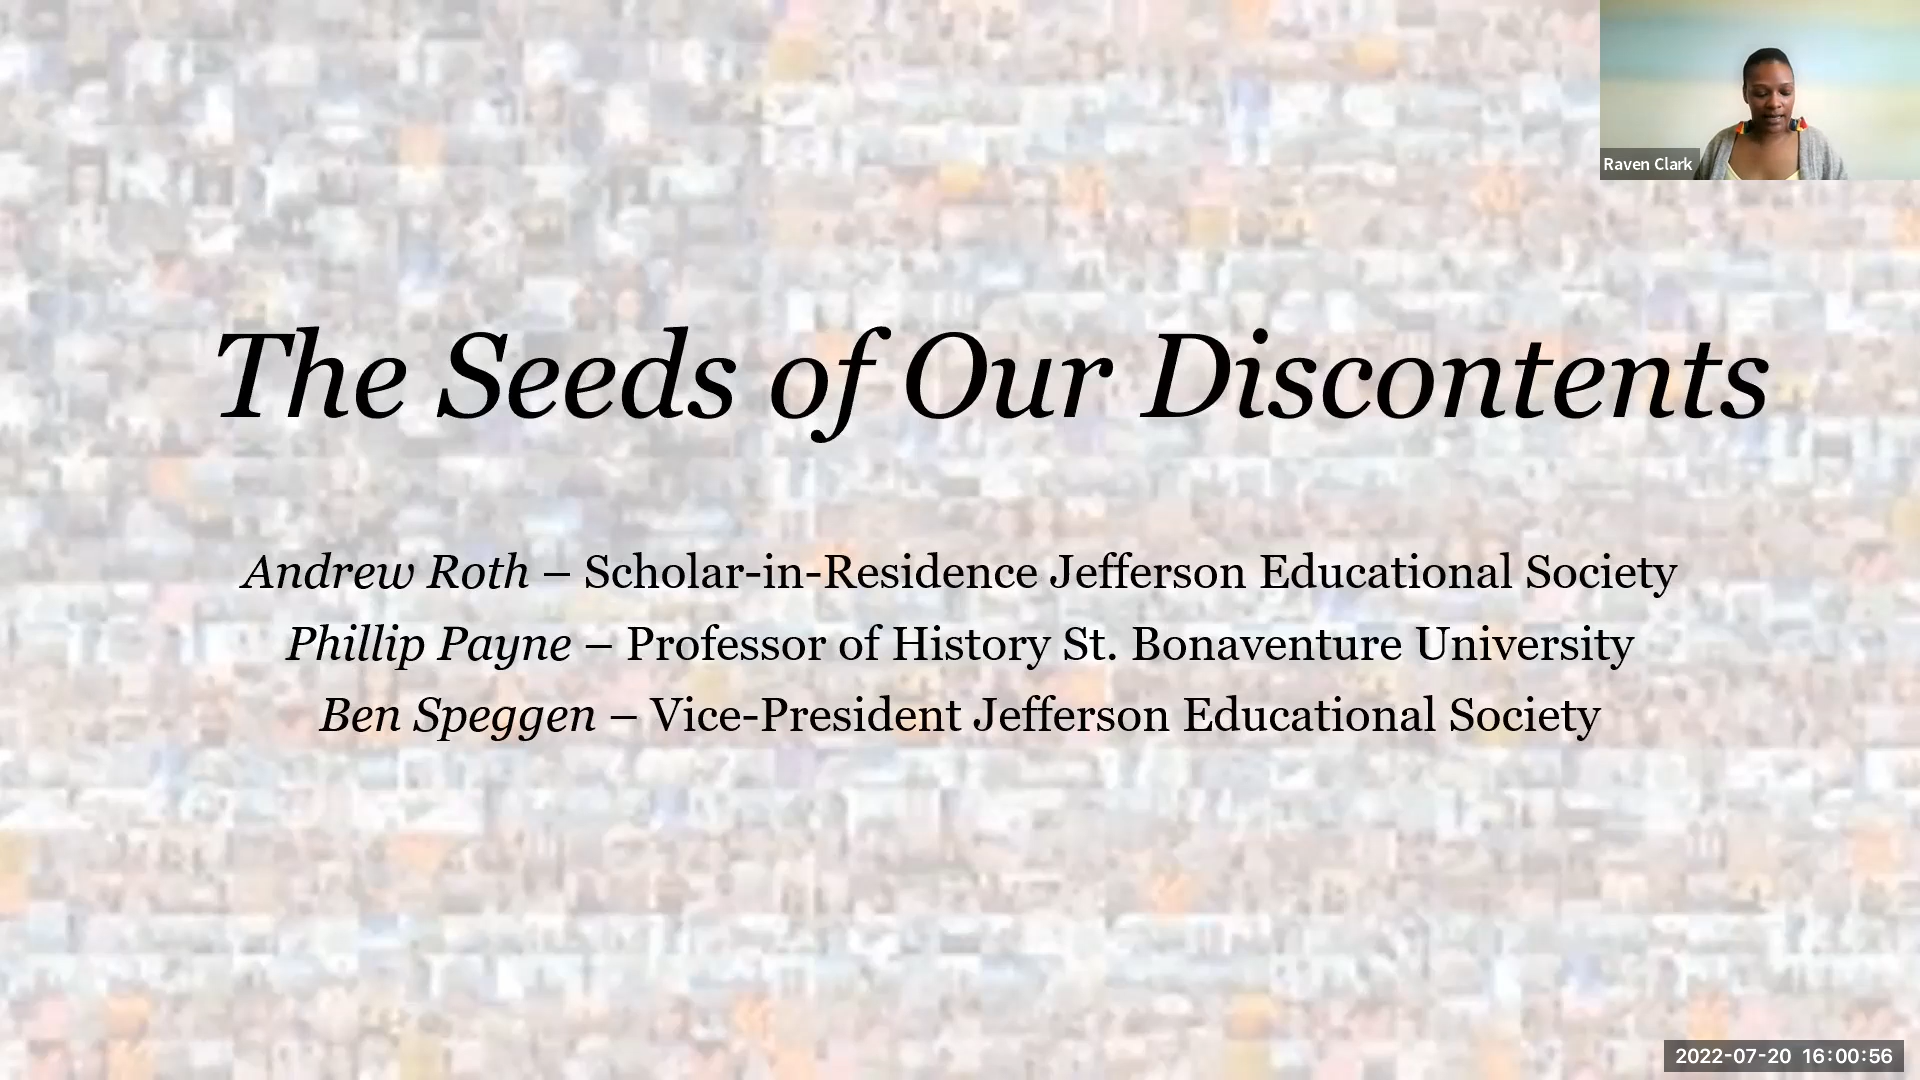 Raven Clark
The Seeds of Our Discontents
Andrew Roth – Scholar-in-Residence Jefferson Educational Society
Phillip Payne – Professor of History St. Bonaventure University
Ben Speggen – Vice-President Jefferson Educational Society
2022-07-20 16:00:56